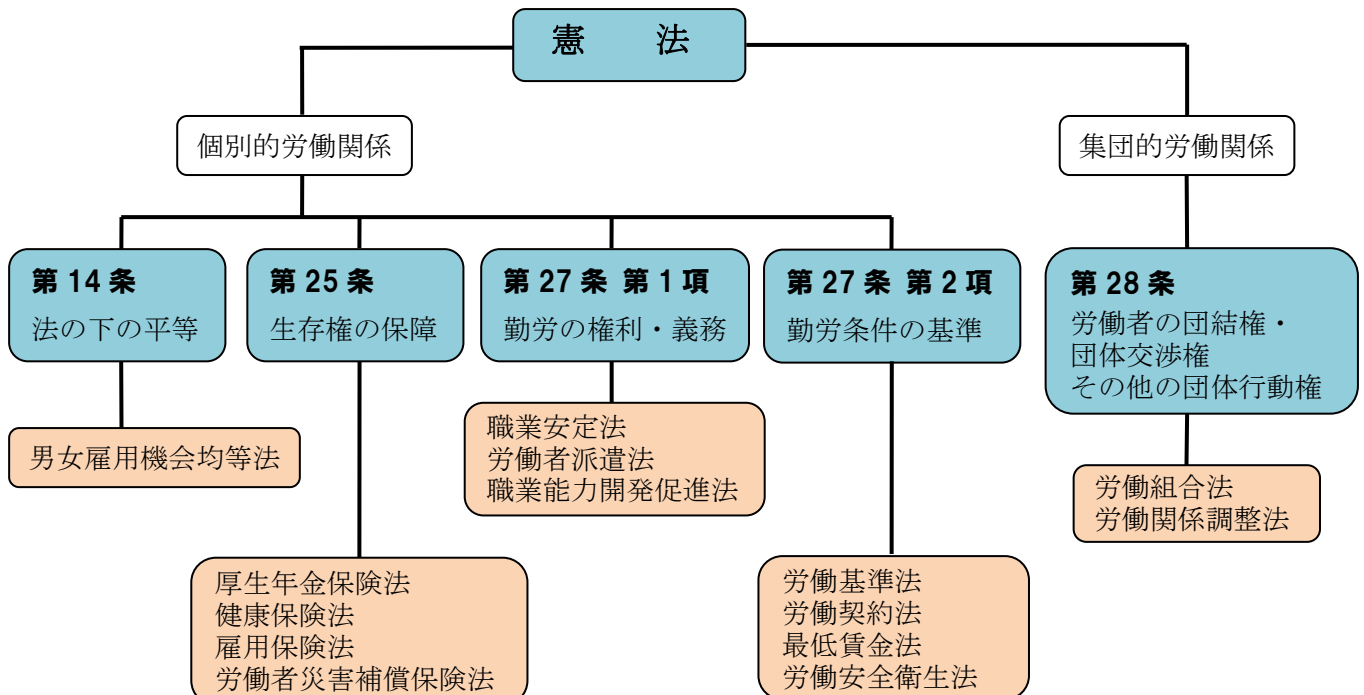 憲　　法
個別的労働関係
集団的労働関係
第 14 条
法の下の平等
第 25 条
生存権の保障
第 27 条 第 1 項
勤労の権利・義務
第 27 条 第 2 項
勤労条件の基準
第 28 条
労働者の団結権・
団体交渉権
その他の団体行動権
男女雇用機会均等法
職業安定法
労働者派遣法
職業能力開発促進法
労働組合法
労働関係調整法
厚生年金保険法
健康保険法
雇用保険法
労働者災害補償保険法
労働基準法
労働契約法
最低賃金法
労働安全衛生法